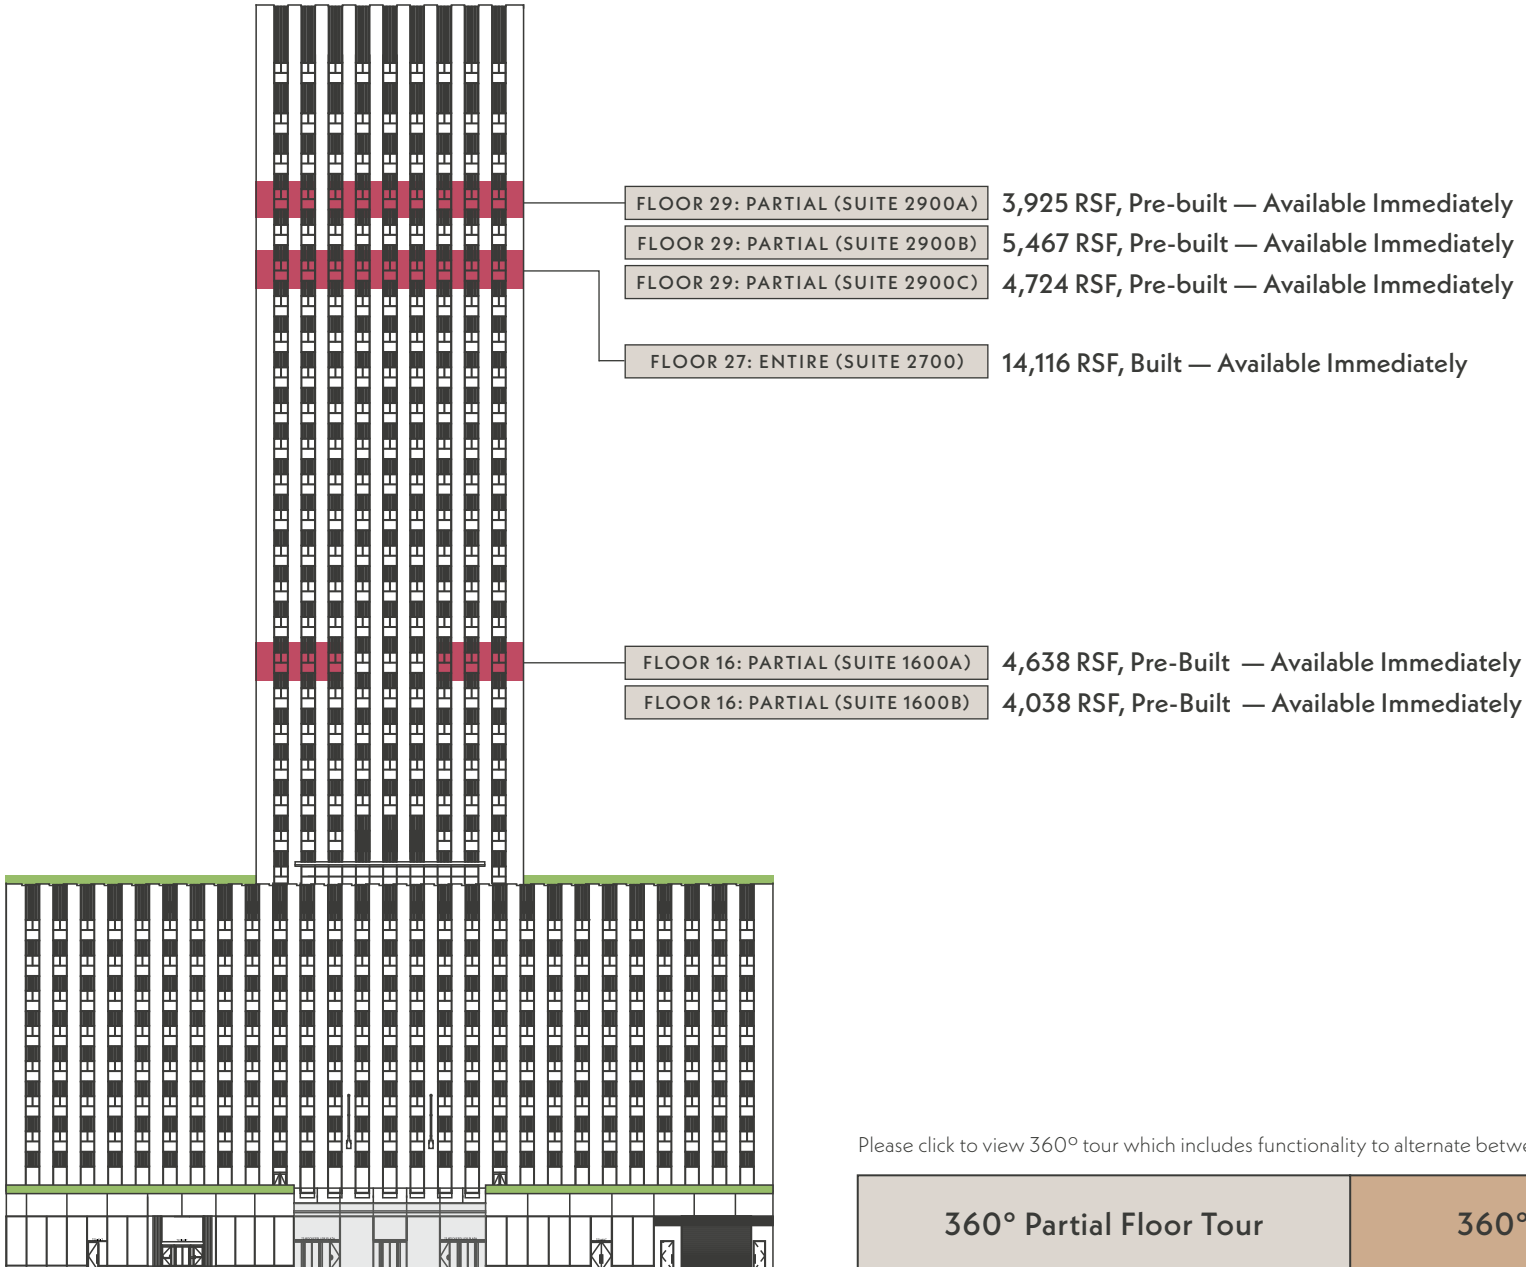 FLOOR 29: PARTIAL (SUITE 2900A) 3,925 RSF, Pre-built — Available Immediately
FLOOR 29: PARTIAL (SUITE 2900B) 5,467 RSF, Pre-built — Available Immediately
FLOOR 29: PARTIAL (SUITE 2900C) 4,724 RSF, Pre-built — Available Immediately
FLOOR 27: ENTIRE (SUITE 2700) 14,116 RSF, Built — Available Immediately
FLOOR 16: PARTIAL (SUITE 1600A) 4,638 RSF, Pre-Built — Available Immediately
FLOOR 16: PARTIAL (SUITE 1600B) 4,038 RSF, Pre-Built — Available Immediately
Please click to view 360º tour which includes functionality to alternate
360º Partial Floor Tour 360º